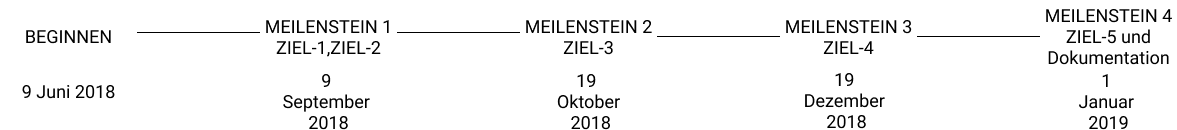 BEGINNEN
9 Juni 2018
MEILENSTEIN 1
ZIEL-1,ZIEL-2
9
September
2018
MEILENSTEIN 2
ZIEL-3
19
Oktober
2018
MEILENSTEIN 3
ZIEL-4
19
Dezember
2018
MEILENSTEIN 4
ZIEL-5 und
Dokumentation
1
Januar
2019